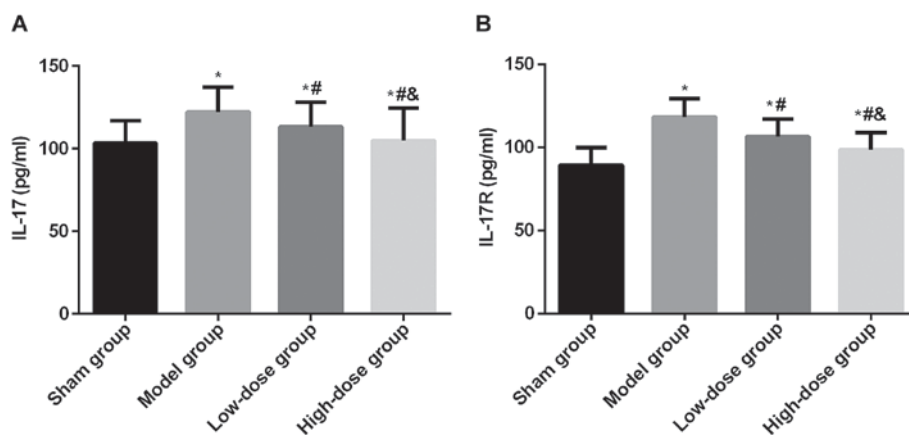 A
IL-17 (pg/ml)
150
100
50
0
*
*#
*#&
Sham group
Model group
Low-dose group
High-dose group
B
IL-17R (pg/ml)
150
100
50
0
*
*#
*#&
Sham group
Model group
Low-dose group
High-dose group